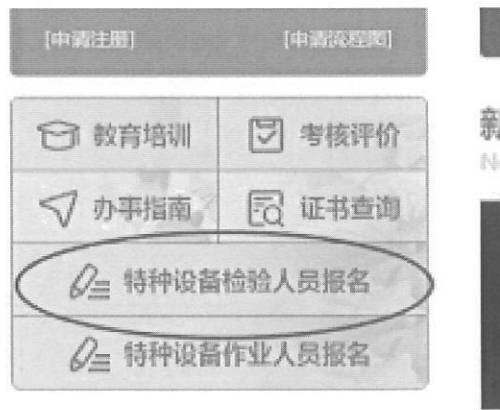 [申请注册] [申请流程图]
教育培训 考核评价
办事指南 证书查询
特种设备检验人员报名
特种设备作业人员报名
新